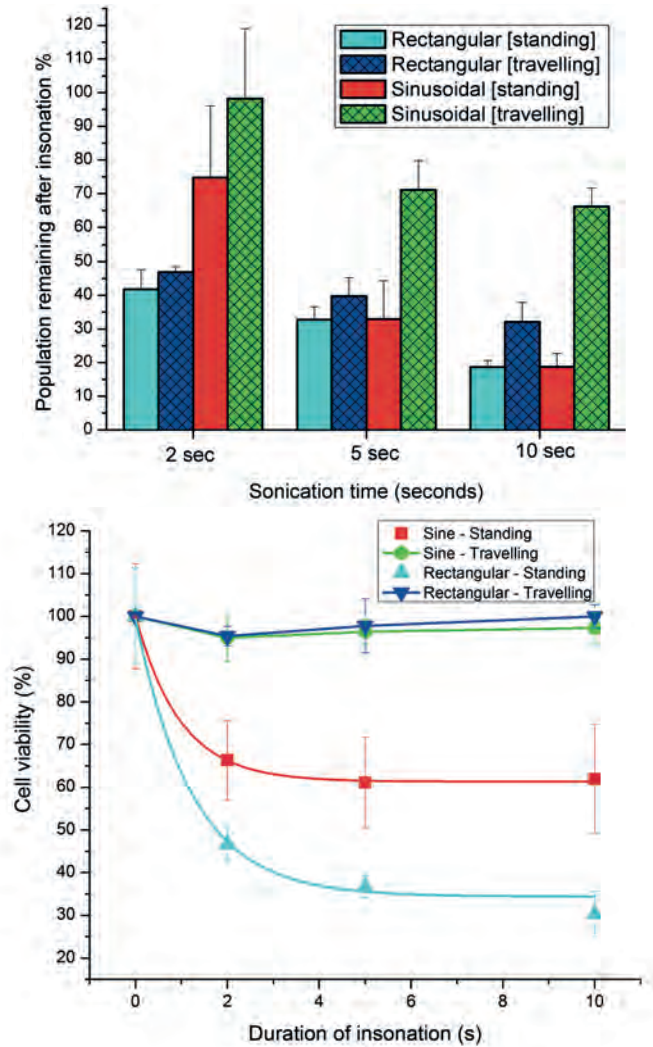 120
110
100
90
80
70
60
50
40
30
20
10
0
Population remaining after insonation %
Rectangular [standing]
Rectangular [travelling]
Sinusoidal [standing]
Sinusoidal [travelling]
2 sec 5 sec 10 sec
Sonication time (seconds)
120
110
100
90
80
70
60
50
40
30
20
Cell viability (%)
Sine - Standing
Sine - Travelling
Rectangular - Standing
Rectangular - Travelling
0 2 4 6 8 10
Duration of insonation (s)